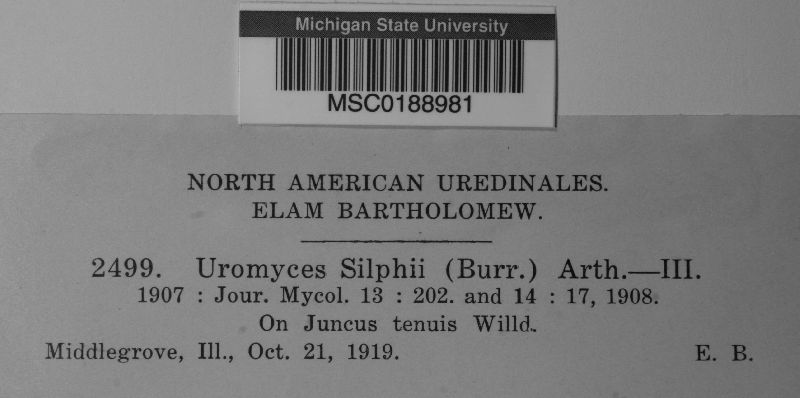 Michigan State University
MSC0188981
NORTH AMERICAN UREDINALES.
ELAM BARTHOLOMEW.
2499. Uromyces Silphii (Burr.) Arth.—III.
1907 : Jour. Mycol. 13 : 202. and 14 : 17, 1908.
On Juncus tenuis Willd.
Middlegrove, Ill., Oct. 21, 1919. E. B.